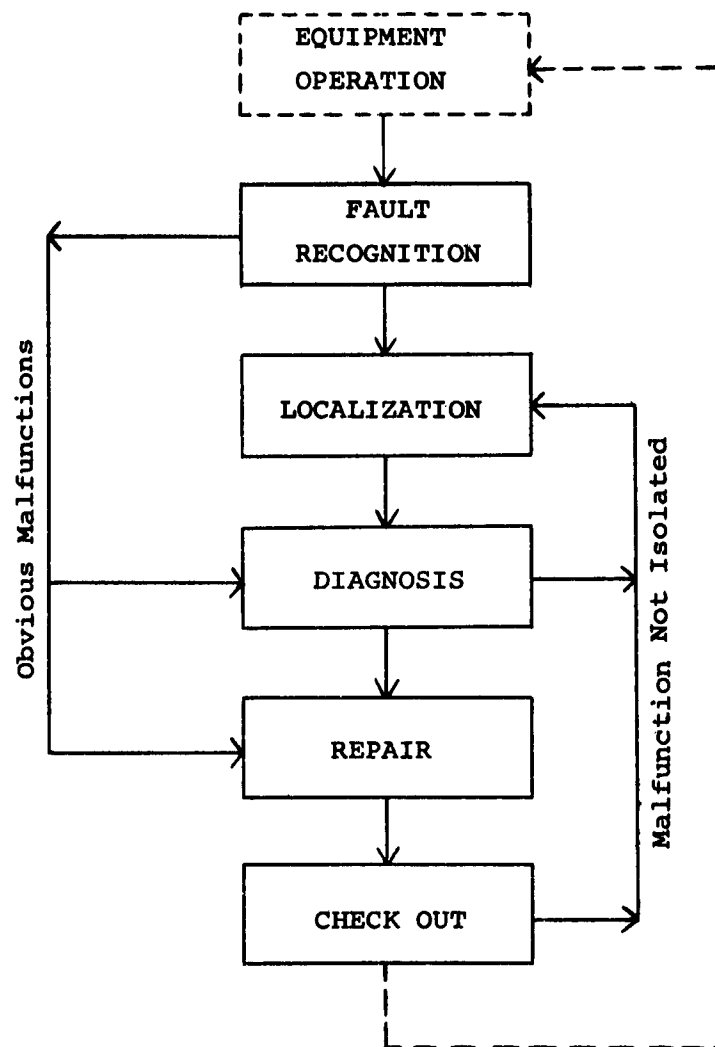 EQUIPMENT
OPERATION
FAULT
RECOGNITION
LOCALIZATION
DIAGNOSIS
REPAIR
CHECK OUT
Obvious Malfunctions
Malfunction Not Isolated